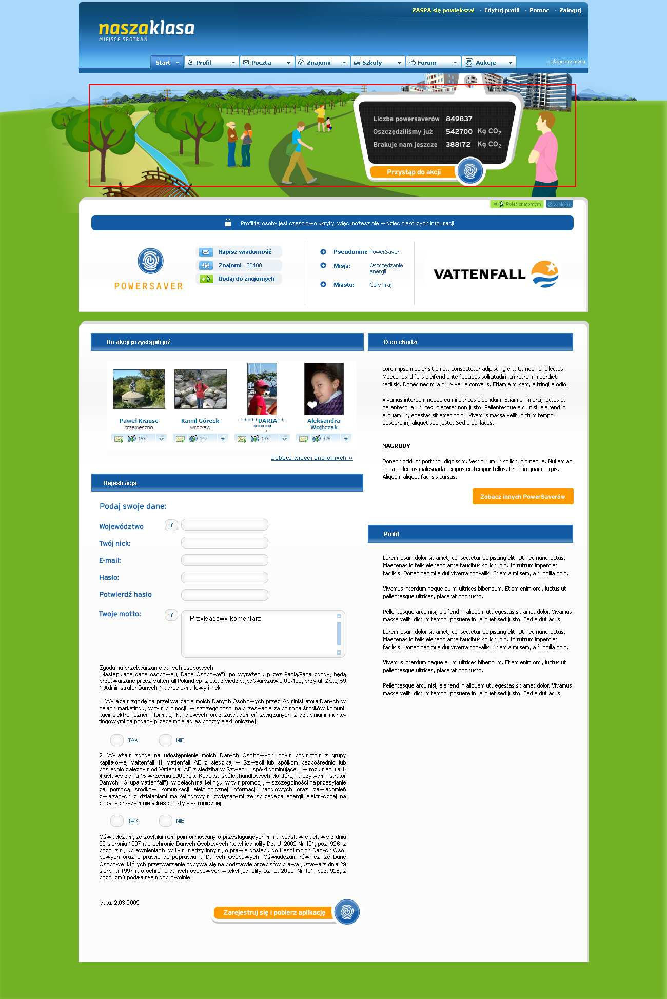 ZASPA się powiększa! · Edytuj profil · Pomoc · Zaloguj
naszaklasa
MIEJSCE SPOTKAŃ
Start Profil Poczta Znajomi Szkoły Forum Aukcje
» klasyczne menu
Liczba powersaverów 849837
Oszczędziliśmy już 542700 Kg CO2
Brakuje nam jeszcze 388172 Kg CO2
Przystąp do akcji
Poleć znajomym zablokuj
Profil tej osoby jest częściowo ukryty, więc możesz nie widziec niekórzych informacji.
POWERSAVER
Napisz wiadomość
Znajomi - 38488
Dodaj do znajomych
Pseudonim: PowerSaver
Misja: Oszczędzanie
energii
Miasto: Cały kraj
VATTENFALL
Do akcji przystąpili już
Paweł Krause
trzemeszno
159
Kamil Górecki
wrocław
147
*****DARIA**
*****
139
Aleksandra
Wojtczak
378
Zobacz więcej znajomych >>
Rejestracja
Podaj swoje dane:
Województwo ?
Twój nick:
E-mail:
Hasło:
Potwierdź hasło
Twoje motto: ?
Przykładowy komentarz
Zgoda na przetwarzanie danych osobowych
„Następujące dane osobowe ("Dane Osobowe"), po wyrażeniu przez Panią/Pana zgody, będą
przetwarzane przez Vattenfall Poland sp. z o.o. z siedzibą w Warszawie 00-120, przy ul. Złotej 59
(„Administrator Danych"): adres e-mailowy i nick:
1. Wyrażam zgodę na przetwarzanie moich Danych Osobowych przez Administratora Danych w
celach marketingu, w tym promocji, w szczególności na przesyłanie za pomocą środków komuni-
kacji elektronicznej informacji handlowych oraz zawiadomień związanych z działaniami marke-
tingowymi na podany przeze mnie adres poczty elektronicznej.
TAK NIE
2. Wyrażam zgodę na udostępnienie moich Danych Osobowych innym podmiotom z grupy
kapitałowej Vattenfall, tj. Vattenfall AB z siedzibą w Szwecji lub spółkom bezpośrednio lub
pośrednio zależnym od Vattenfall AB z siedzibą w Szwecji – spółki dominującej - w rozumieniu art.
4 ustawy z dnia 15 września 2000 roku Kodeksu spółek handlowych, do której należy Administrator
Danych („Grupa Vattenfall"), w celach marketingu, w tym promocji, w szczególności na przesyłanie
za pomocą środków komunikacji elektronicznej informacji handlowych oraz zawiadomień
związanych z działaniami marketingowymi związanymi ze sprzedażą energii elektrycznej na
podany przeze mnie adres poczty elektronicznej.
TAK NIE
Oświadczam, że zostałam/em poinformowany o przysługujących mi na podstawie ustawy z dnia
29 sierpnia 1997 r. o ochronie Danych Osobowych (tekst jednolity Dz. U. 2002 Nr 101, poz. 926, z
późn. zm.) uprawnieniach, w tym między innymi, o prawie dostępu do treści moich Danych Oso-
bowych oraz o prawie do poprawiania Danych Osobowych. Oświadczam również, że Dane
Osobowe, których przetwarzanie odbywa się na podstawie przepisów prawa (ustawa z dnia 29
sierpnia 1997 r. o ochronie danych osobowych – tekst jednolity Dz. U. 2002, Nr 101, poz. 926, z
późn. zm.) podałam/łem dobrowolnie.
data: 2.03.2009
Zarejestruj się i pobierz aplikację
O co chodzi
Lorem ipsum dolor sit amet, consectetur adipiscing elit. Ut nec nunc lectus.
Maecenas id felis eleifend ante faucibus sollicitudin. In rutrum imperdiet
facilisis. Donec nec mi a dui viverra convallis. Etiam a mi sem, a fringilla odio.
Vivamus interdum neque eu mi ultrices bibendum. Etiam enim orci, luctus ut
pellentesque ultrices, placerat non justo. Pellentesque arcu nisi, eleifend in
aliquam ut, egestas sit amet dolor. Vivamus massa velit, dictum tempor
posuere in, aliquet sed justo. Sed a dui lacus.
NAGRODY
Donec tincidunt porttitor dignissim. Vestibulum ut sollicitudin neque. Nullam ac
ligula et lectus malesuada tempus eu tempor tellus. Proin in quam turpis.
Aliquam aliquet facilisis cursus.
Zobacz innych PowerSaverów
Profil
Lorem ipsum dolor sit amet, consectetur adipiscing elit. Ut nec nunc lectus.
Maecenas id felis eleifend ante faucibus sollicitudin. In rutrum imperdiet
facilisis. Donec nec mi a dui viverra convallis. Etiam a mi sem, a fringilla odio.
Vivamus interdum neque eu mi ultrices bibendum. Etiam enim orci, luctus ut
pellentesque ultrices, placerat non justo.
Pellentesque arcu nisi, eleifend in aliquam ut, egestas sit amet dolor. Vivamus
massa velit, dictum tempor posuere in, aliquet sed justo. Sed a dui lacus.
Lorem ipsum dolor sit amet, consectetur adipiscing elit. Ut nec nunc lectus.
Maecenas id felis eleifend ante faucibus sollicitudin. In rutrum imperdiet
facilisis. Donec nec mi a dui viverra convallis. Etiam a mi sem, a fringilla odio.
Vivamus interdum neque eu mi ultrices bibendum. Etiam enim orci, luctus ut
pellentesque ultrices, placerat non justo.
Pellentesque arcu nisi, eleifend in aliquam ut, egestas sit amet dolor. Vivamus
massa velit, dictum tempor posuere in, aliquet sed justo. Sed a dui lacus.